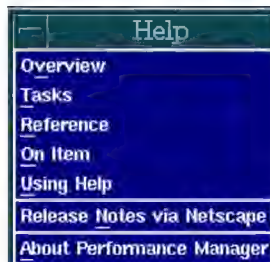 Help
Overview
Tasks
Reference
On Item
Using Help
Release Notes via Netscape
About Performance Manager